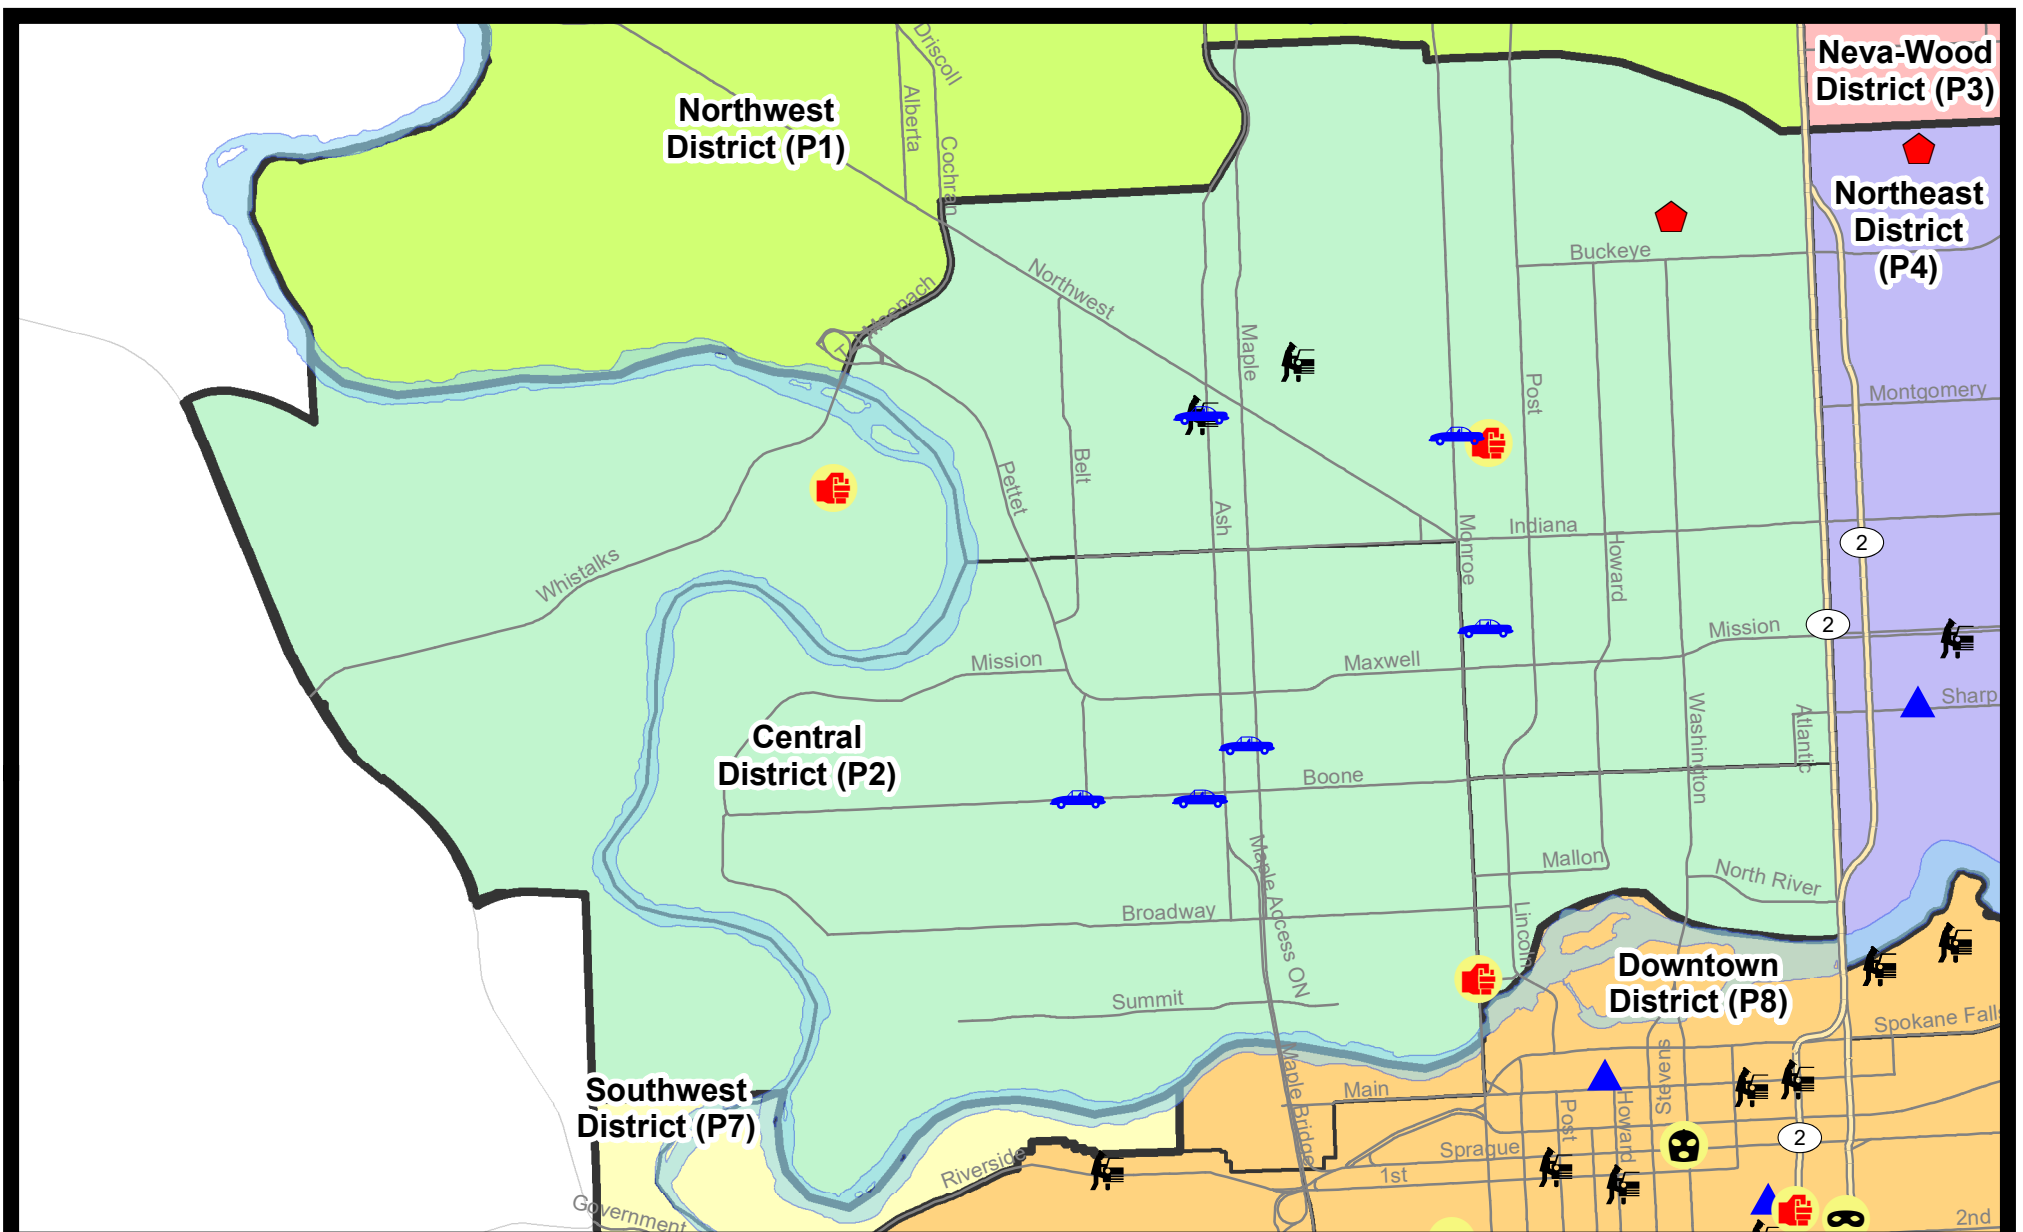 Driscoll
Neva-Wood
District (P3)
Northwest
District (P1)
Alberta
Cochran
Northeast
District
(P4)
Buckeye
Northwest
Maple
Post
Montgomery
Belt
Pettet
Ash
Monroe
Indiana
Howard
2
Whistalks
2
Mission
Mission
Maxwell
Sharp
Washington
Atlantic
Central
District (P2)
Boone
Maple Access ON
Mallon
North River
Broadway
Lincoln
Downtown
District (P8)
Summit
Spokane Falls
Maple Bridge
Stevens
Southwest
District (P7)
Main
Post
Howard
2
Sprague
Riverside
1st
Government
2nd